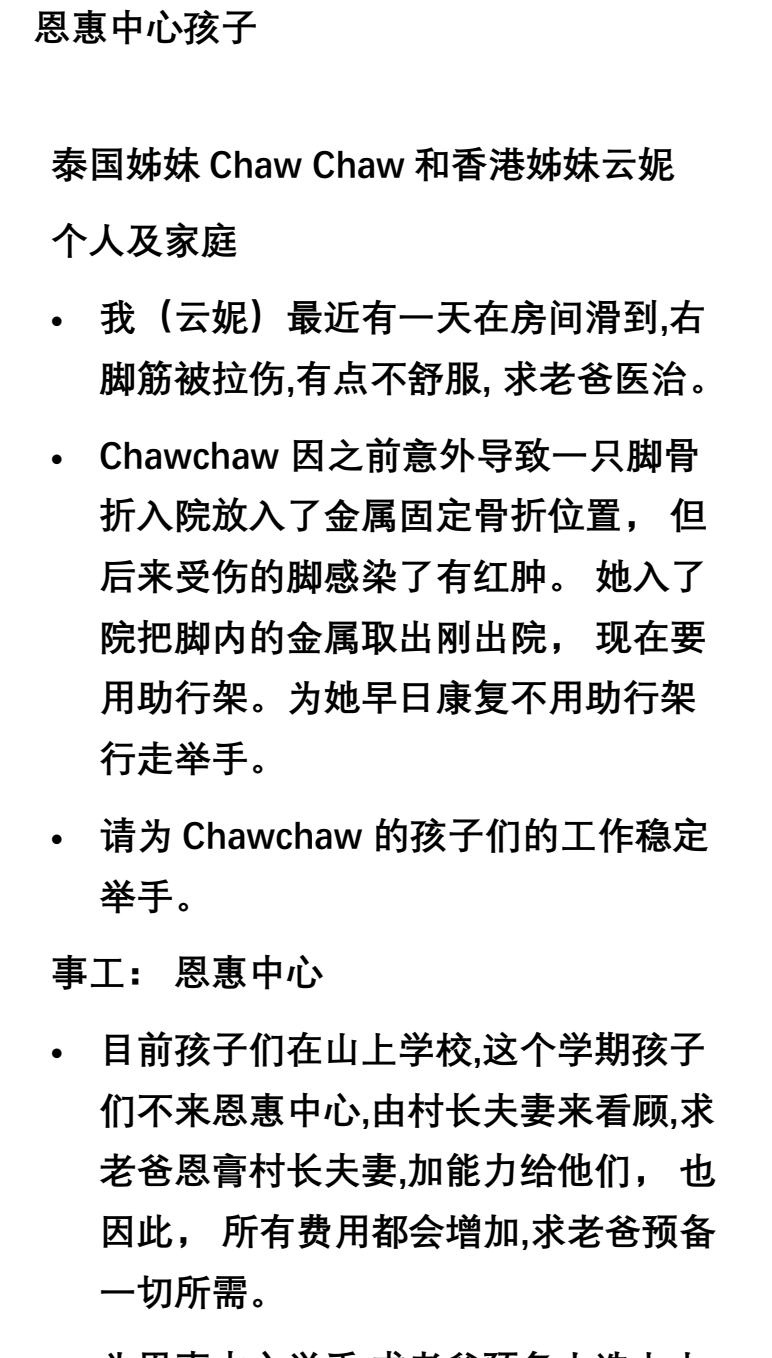 恩惠中心孩子
泰国姊妹 Chaw Chaw 和香港姊妹云妮
个人及家庭
• 我（云妮）最近有一天在房间滑到,右
脚筋被拉伤,有点不舒服, 求老爸医治。
• Chawchaw 因之前意外导致一只脚骨
折入院放入了金属固定骨折位置， 但
后来受伤的脚感染了有红肿。 她入了
院把脚内的金属取出刚出院， 现在要
用助行架。为她早日康复不用助行架
行走举手。
• 请为 Chawchaw 的孩子们的工作稳定
举手。
事工： 恩惠中心
• 目前孩子们在山上学校,这个学期孩子
们不来恩惠中心,由村长夫妻来看顾,求
老爸恩膏村长夫妻,加能力给他们， 也
因此， 所有费用都会增加,求老爸预备
一切所需。